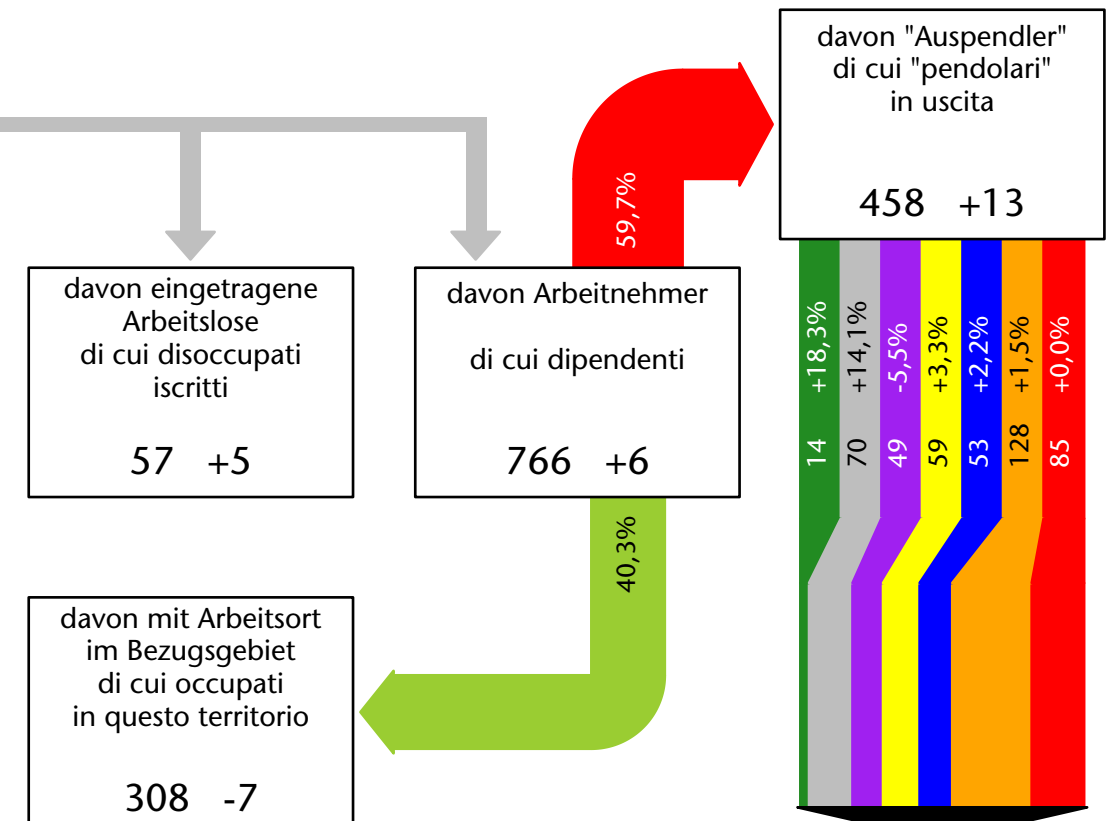 davon "Auspendler"
di cui "pendolari"
in uscita
458 +13
59,7%
davon eingetragene
Arbeitslose
di cui disoccupati
iscritti
57 +5
davon Arbeitnehmer
di cui dipendenti
766 +6
14 +18,3%
70 +14,1%
49 -5,5%
59 +3,3%
53 +2,2%
128 +1,5%
85 +0,0%
40,3%
davon mit Arbeitsort
im Bezugsgebiet
di cui occupati
in questo territorio
308 -7